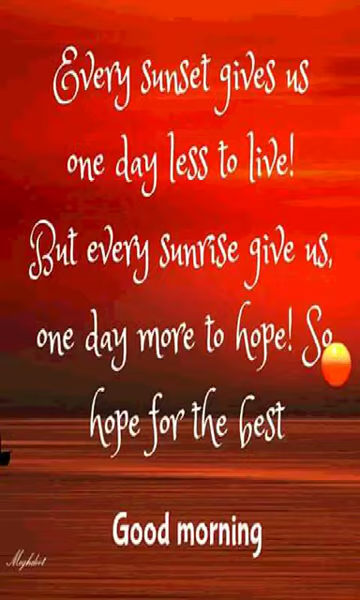 Every sunset gives us
one day less to live!
But every sunrise give us,
one day more to hope! So
hope for the best
Good morning